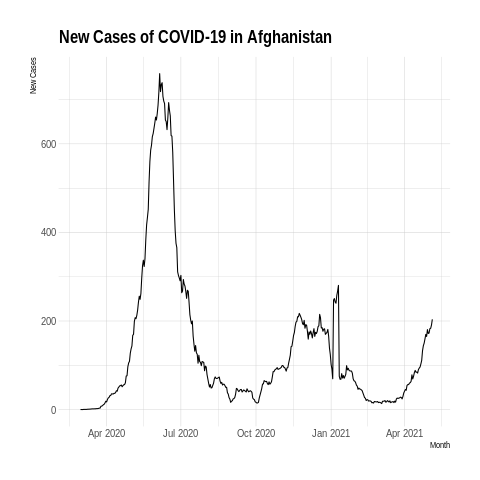 New Cases of COVID-19 in Afghanistan
New Cases
600
400
200
0
Apr 2020 Jul 2020 Oct 2020 Jan 2021 Apr 2021
Month